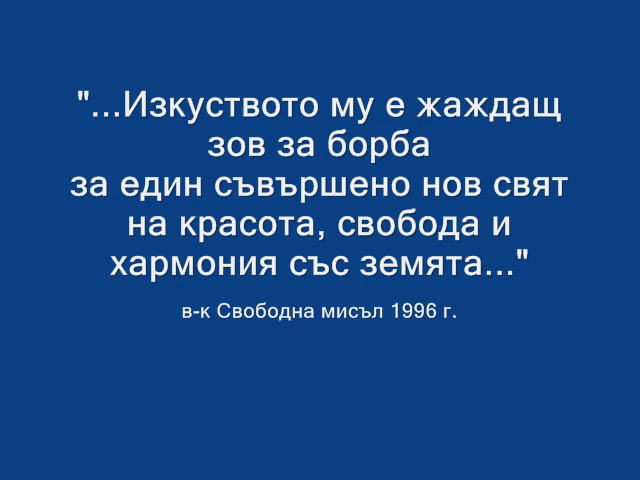 "...Изкуството му е жаждащ
зов за борба
за един съвършено нов свят
на красота, свобода и
хармония със земята..."
в-к Свободна мисъл 1996 г.